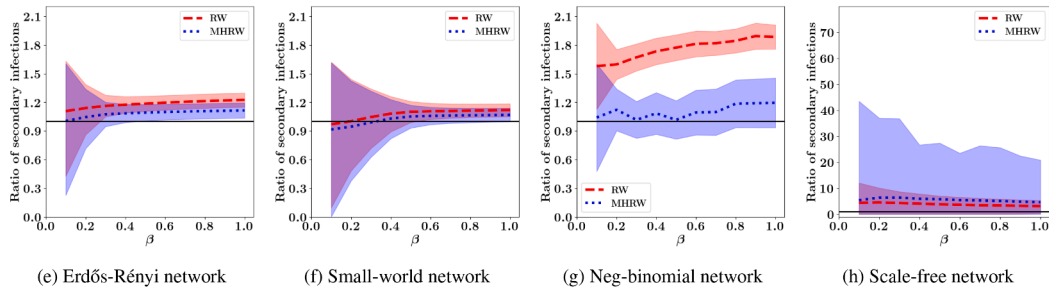 Ratio of secondary infections
2.1
1.8
1.5
1.2
0.9
0.6
0.3
0.0
RW
MHRW
0.0 0.2 0.4 0.6 0.8 1.0
β
(e) Erdős-Rényi network
Ratio of secondary infections
2.1
1.8
1.5
1.2
0.9
0.6
0.3
0.0
RW
MHRW
0.0 0.2 0.4 0.6 0.8 1.0
β
(f) Small-world network
Ratio of secondary infections
2.1
1.8
1.5
1.2
0.9
0.6
0.3
0.0
RW
MHRW
0.0 0.2 0.4 0.6 0.8 1.0
β
(g) Neg-binomial network
Ratio of secondary infections
80
70
60
50
40
30
20
10
0
RW
MHRW
0.0 0.2 0.4 0.6 0.8 1.0
β
(h) Scale-free network